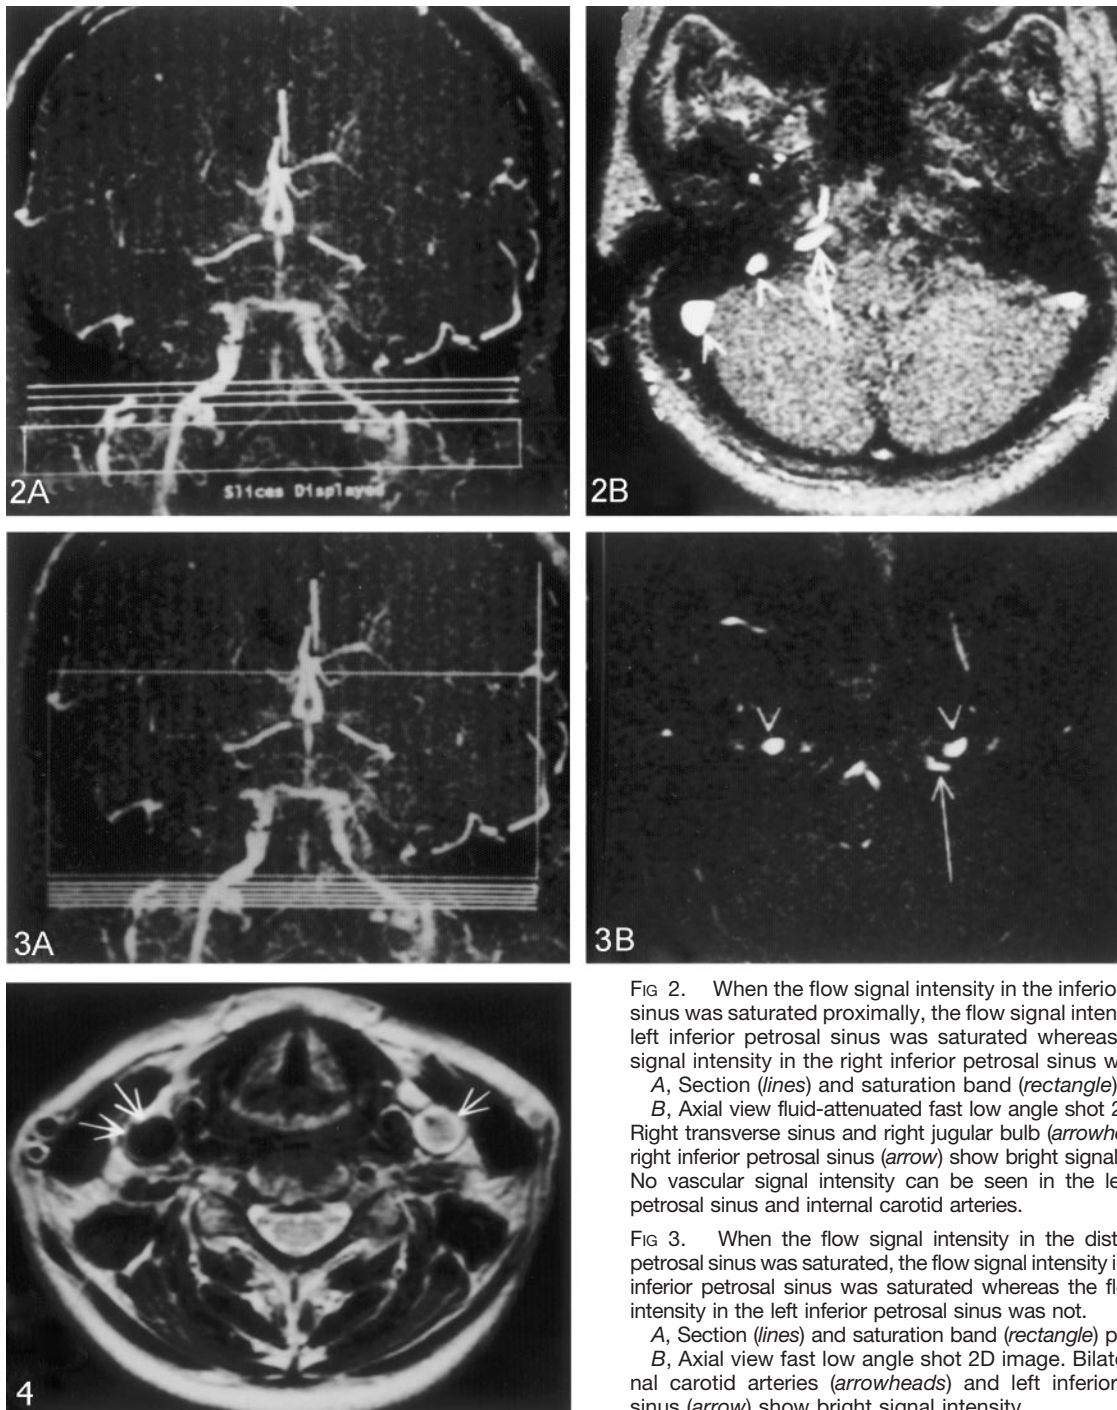 Slices Displayed
2A
2B
3A
3B
4
FIG 2. When the flow signal intensity in the inferio
sinus was saturated proximally, the flow signal inten
left inferior petrosal sinus was saturated whereas
signal intensity in the right inferior petrosal sinus w
A, Section (lines) and saturation band (rectangle)
B, Axial view fluid-attenuated fast low angle shot 2
Right transverse sinus and right jugular bulb (arrowhe
right inferior petrosal sinus (arrow) show bright signal
No vascular signal intensity can be seen in the le
petrosal sinus and internal carotid arteries.
FIG 3. When the flow signal intensity in the dist
petrosal sinus was saturated, the flow signal intensity i
inferior petrosal sinus was saturated whereas the fl
intensity in the left inferior petrosal sinus was not.
A, Section (lines) and saturation band (rectangle) p
B, Axial view fast low angle shot 2D image. Bilate
nal carotid arteries (arrowheads) and left inferior
sinus (arrow) show bright signal intensity.